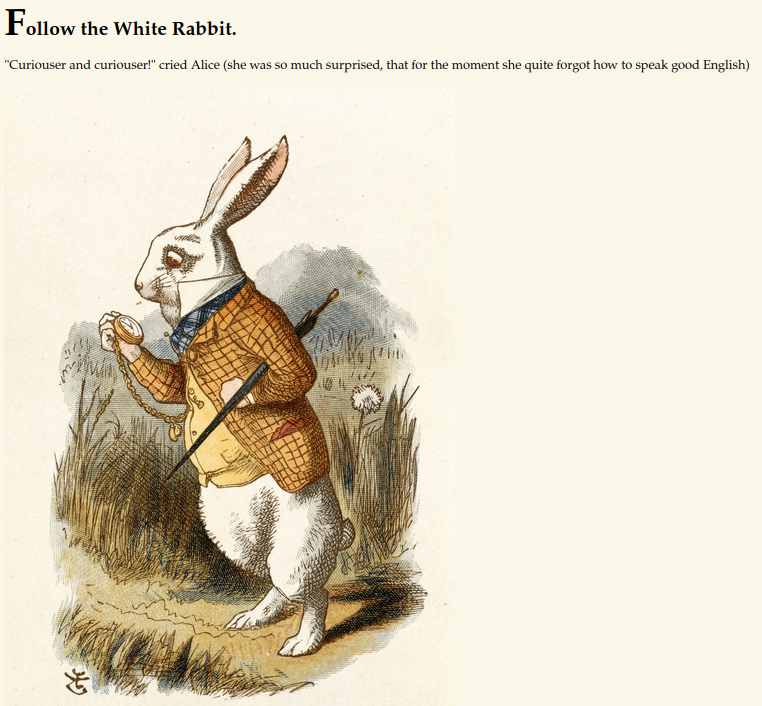 Follow the White Rabbit.
"Curiouser and curiouser!" cried Alice (she was so much surprised, that for the moment she quite forgot how to speak good English)